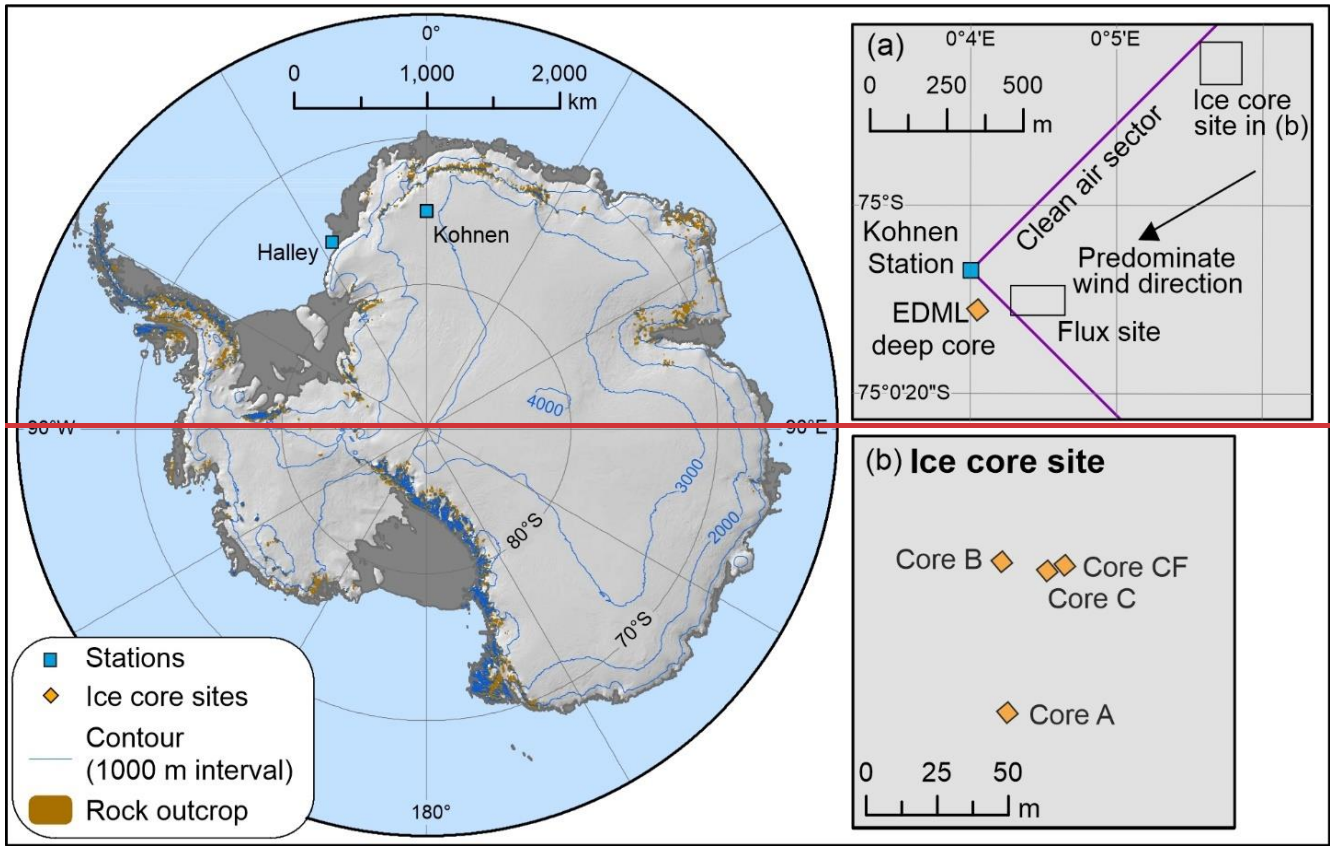 0°
0 1,000 2,000
km
Halley
Kohnen
4000
3000
2000
90°W
90°E
80°S
70°S
180°
Stations
Ice core sites
Contour
(1000 m interval)
Rock outcrop
(a)
0°4'E 0°5'E
0 250 500
m
Ice core
site in (b)
Clean air sector
75°S
Kohnen
Station
Predominate
wind direction
EDML
deep core
Flux site
75°0'20"S
(b) Ice core site
Core B
Core CF
Core C
Core A
0 25 50
m